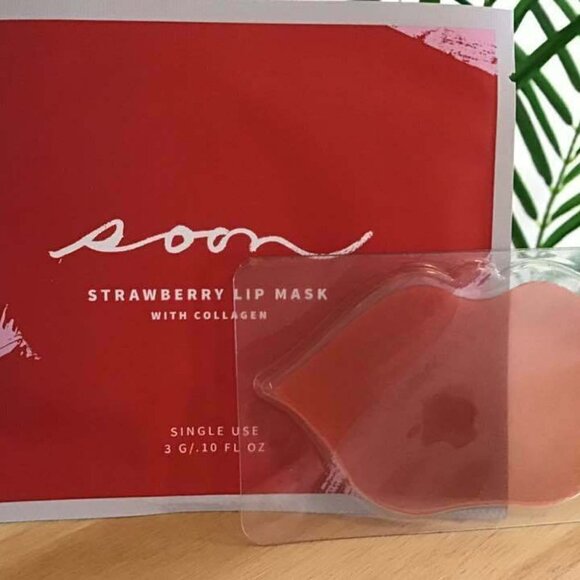 soon
STRAWBERRY LIP MASK
WITH COLLAGEN
SINGLE USE
3 G/.10 FL OZ